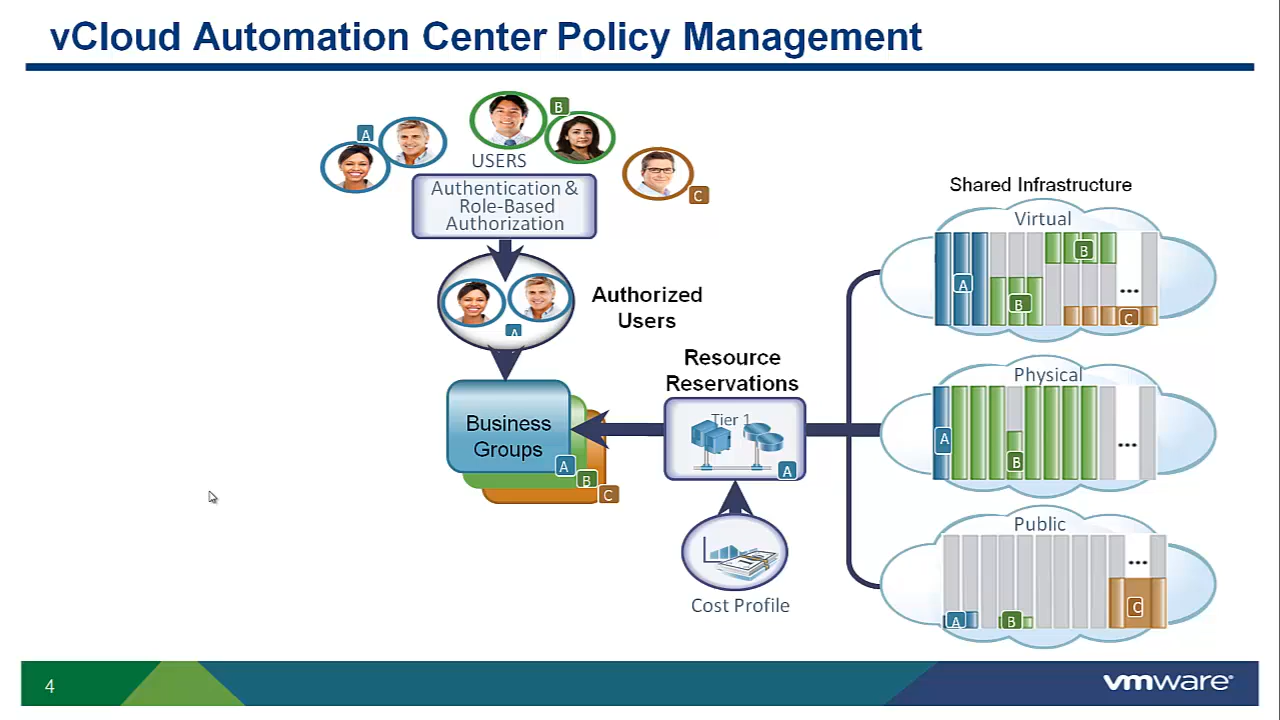 vCloud Automation Center Policy Management
A
B
USERS
C
Authentication &
Role-Based
Authorization
A
Authorized
Users
Business
Groups
A
B
C
Resource
Reservations
Tier 1
A
Cost Profile
Shared Infrastructure
Virtual
A
B
B
...
C
Physical
A
B
...
Public
...
A
B
C
4
vmware®